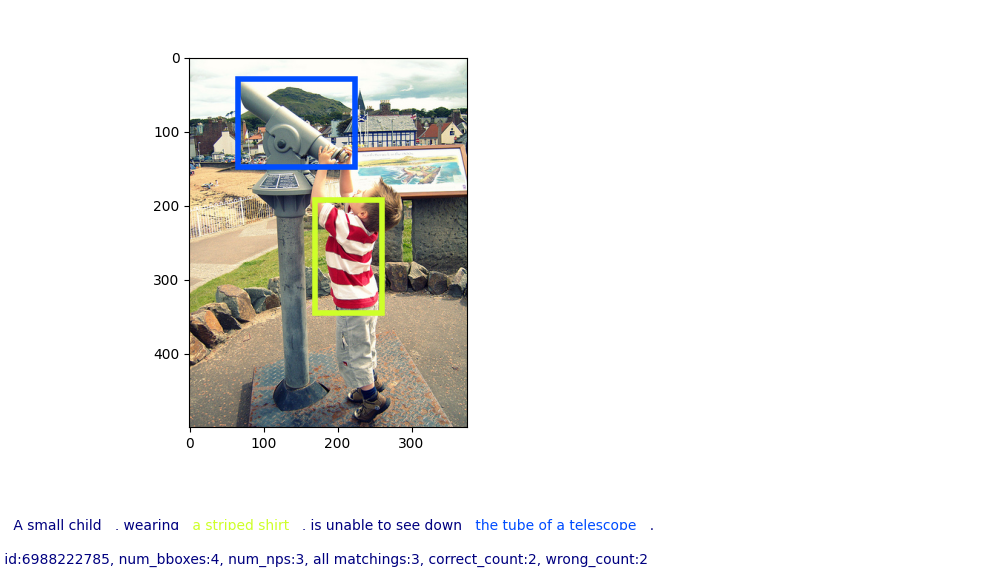 0
100
200
300
400
0 100 200 300
A small child , wearing a striped shirt , is unable to see down the tube of a telescope .
id:6988222785, num_bboxes:4, num_nps:3, all matchings:3, correct_count:2, wrong_count:2